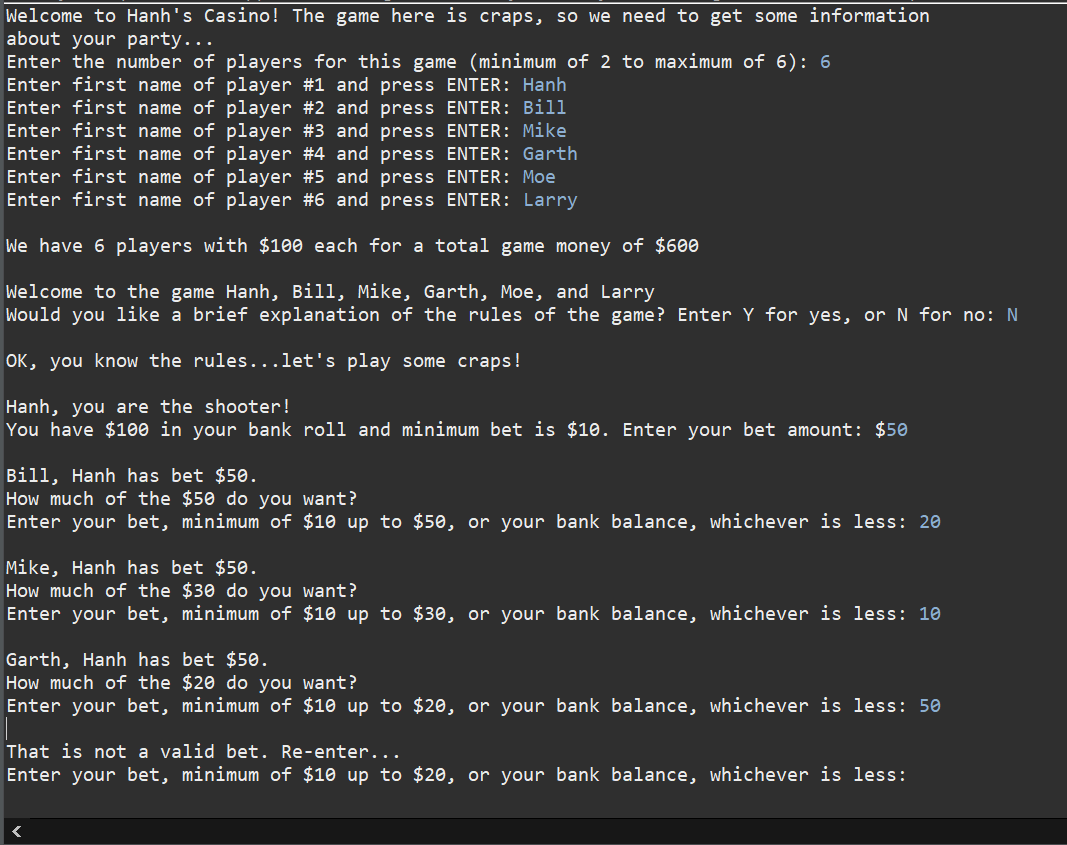 Welcome to Hanh's Casino! The game here is craps, so we need to get some information
about your party...
Enter the number of players for this game (minimum of 2 to maximum of 6): 6
Enter first name of player #1 and press ENTER: Hanh
Enter first name of player #2 and press ENTER: Bill
Enter first name of player #3 and press ENTER: Mike
Enter first name of player #4 and press ENTER: Garth
Enter first name of player #5 and press ENTER: Moe
Enter first name of player #6 and press ENTER: Larry
We have 6 players with $100 each for a total game money of $600
Welcome to the game Hanh, Bill, Mike, Garth, Moe, and Larry
Would you like a brief explanation of the rules of the game? Enter Y for yes, or N for no: N
OK, you know the rules...let's play some craps!
Hanh, you are the shooter!
You have $100 in your bank roll and minimum bet is $10. Enter your bet amount: $50
Bill, Hanh has bet $50.
How much of the $50 do you want?
Enter your bet, minimum of $10 up to $50, or your bank balance, whichever is less: 20
Mike, Hanh has bet $50.
How much of the $30 do you want?
Enter your bet, minimum of $10 up to $30, or your bank balance, whichever is less: 10
Garth, Hanh has bet $50.
How much of the $20 do you want?
Enter your bet, minimum of $10 up to $20, or your bank balance, whichever is less: 50
That is not a valid bet. Re-enter...
Enter your bet, minimum of $10 up to $20, or your bank balance, whichever is less: